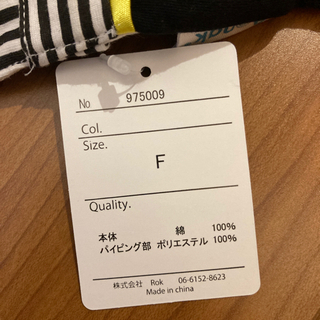 No 975009
Col.
Size.
F
Quality.
本体 綿 100%
パイピング部 ポリエステル 100%
株式会社 Rok 06-6152-8623
Made in china